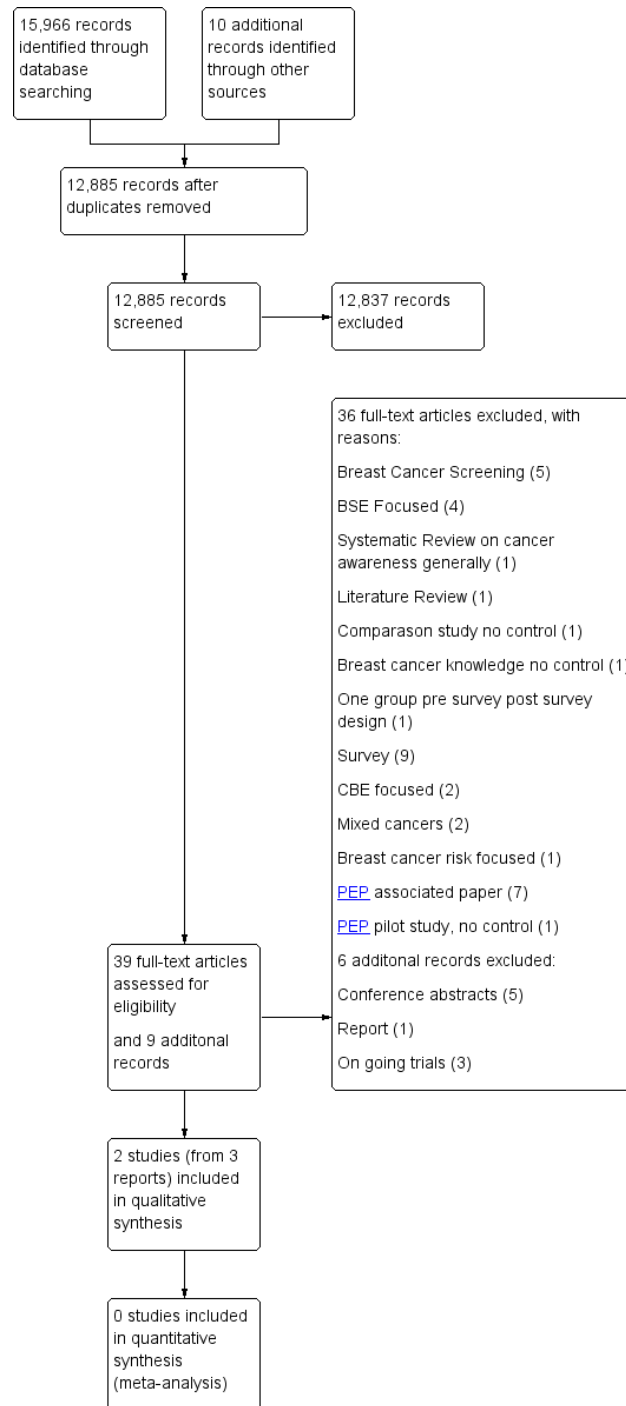 15,966 records
identified through
database
searching
10 additional
records identified
through other
sources
12,885 records after
duplicates removed
12,885 records
screened
12,837 records
excluded
36 full-text articles excluded, with
reasons:
Breast Cancer Screening (5)
BSE Focused (4)
Systematic Review on cancer
awareness generally (1)
Literature Review (1)
Comparason study no control (1)
Breast cancer knowledge no control (1)
One group pre survey post survey
design (1)
Survey (9)
CBE focused (2)
Mixed cancers (2)
Breast cancer risk focused (1)
PEP associated paper (7)
PEP pilot study, no control (1)
6 additonal records excluded:
Conference abstracts (5)
Report (1)
On going trials (3)
39 full-text articles
assessed for
eligibility
and 9 additonal
records
2 studies (from 3
reports) included
in qualitative
synthesis
0 studies included
in quantitative
synthesis
(meta-analysis)